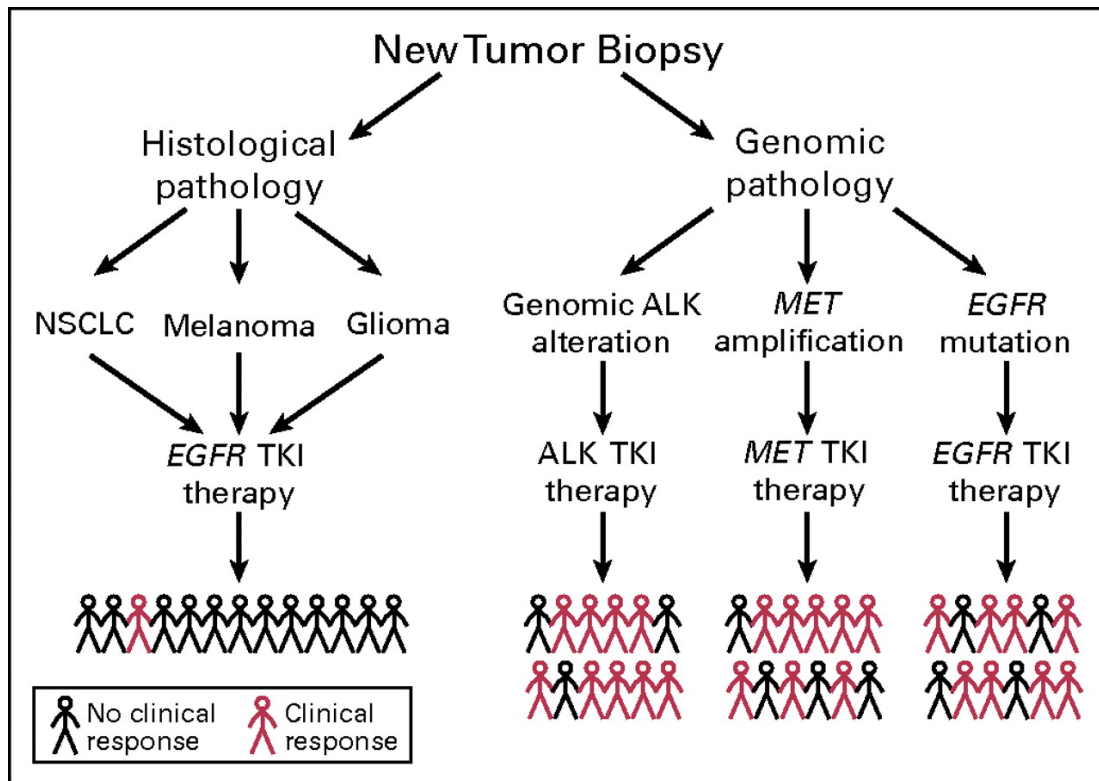 New Tumor Biopsy
Histological
pathology
Genomic
pathology
NSCLC
Melanoma
Glioma
Genomic ALK
alteration
MET
amplification
EGFR
mutation
EGFR TKI
therapy
ALK TKI
therapy
MET TKI
therapy
EGFR TKI
therapy
No clinical
response
Clinical
response